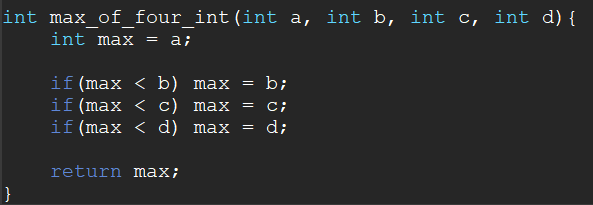 int max_of_four_int(int a, int b, int c, int d){
    int max = a;

    if(max < b) max = b;
    if(max < c) max = c;
    if(max < d) max = d;

    return max;
}